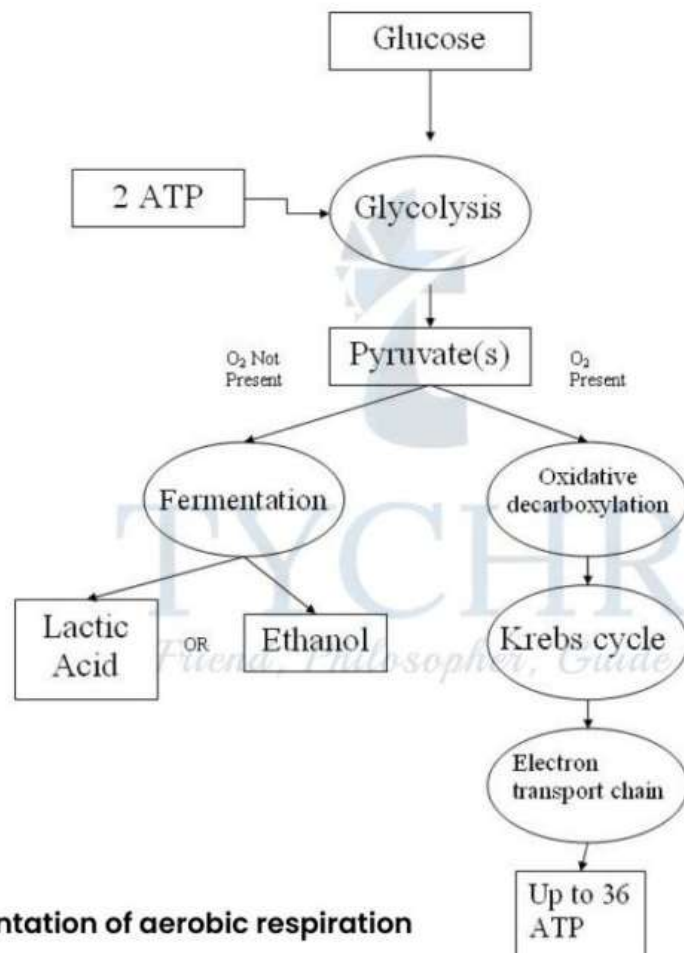 Glucose
2 ATP
Glycolysis
O₂ Not
Present
Pyruvate(s)
O₂
Present
Fermentation
Oxidative
decarboxylation
TYCHR
Lactic
Acid
OR
Ethanol
Krebs cycle
Friend, Philosopher, Guide
Electron
transport chain
Up to 36
ATP
ntation of aerobic respiration